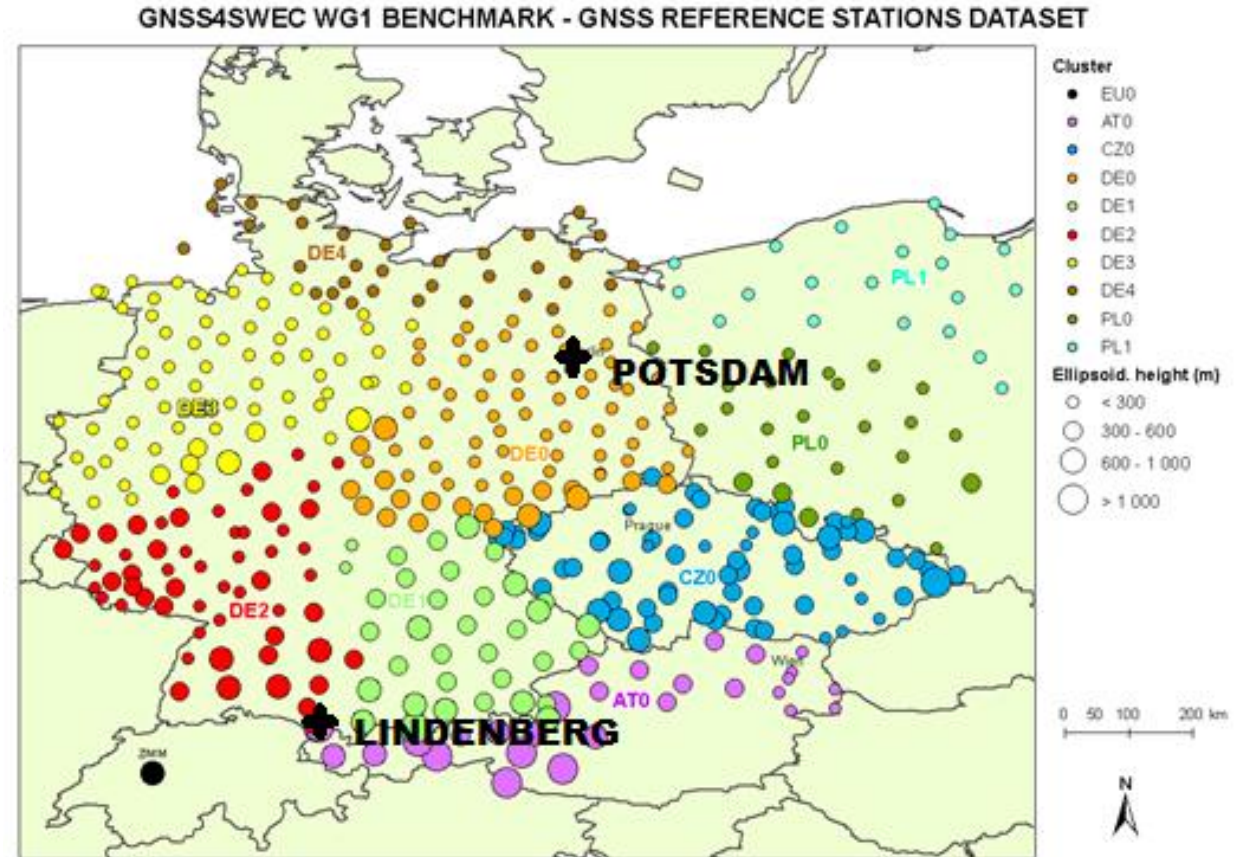 GNSS4SWEC WG1 BENCHMARK - GNSS REFERENCE STATIONS DATASET
Cluster
EU0
AT0
CZ0
DE0
DE1
DE2
DE3
DE4
PL0
PL1
Ellipsoid. height (m)
< 300
300 - 600
600 - 1 000
> 1 000
DE4
PL1
POTSDAM
DE3
DE0
PL0
Prague
CZ0
DE1
DE2
Wien
AT0
LINDENBERG
ZIMM
0 50 100 200 km
N